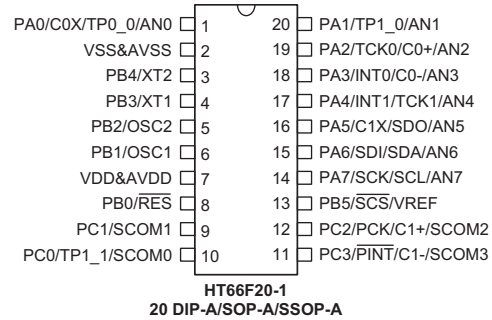 PA0/C0X/TP0_0/AN0 1 20 PA1/TP1_0/AN1
VSS&AVSS 2 19 PA2/TCK0/C0+/AN2
PB4/XT2 3 18 PA3/INT0/C0-/AN3
PB3/XT1 4 17 PA4/INT1/TCK1/AN4
PB2/OSC2 5 16 PA5/C1X/SDO/AN5
PB1/OSC1 6 15 PA6/SDI/SDA/AN6
VDD&AVDD 7 14 PA7/SCK/SCL/AN7
PB0/RES 8 13 PB5/SCS/VREF
PC1/SCOM1 9 12 PC2/PCK/C1+/SCOM2
PC0/TP1_1/SCOM0 10 11 PC3/PINT/C1-/SCOM3
HT66F20-1
20 DIP-A/SOP-A/SSOP-A